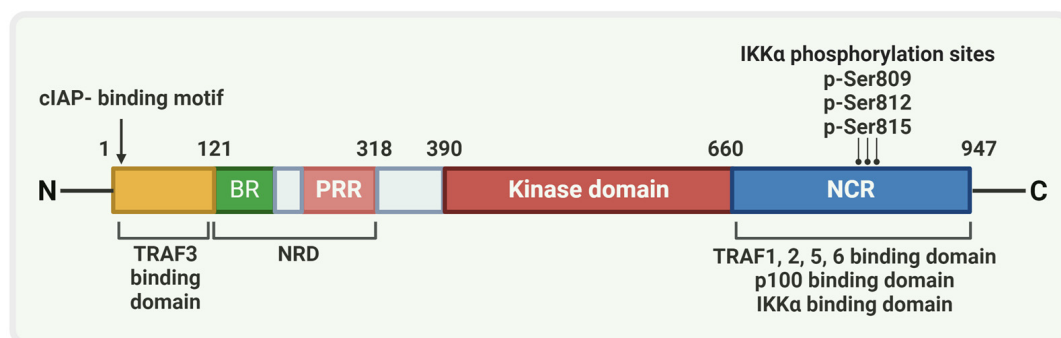 IKKα phosphorylation sites
p-Ser809
p-Ser812
p-Ser815
cIAP- binding motif
1 121 318 390 660 947
N BR PRR Kinase domain NCR C
TRAF3
binding
domain
NRD
TRAF1, 2, 5, 6 binding domain
p100 binding domain
IKKα binding domain